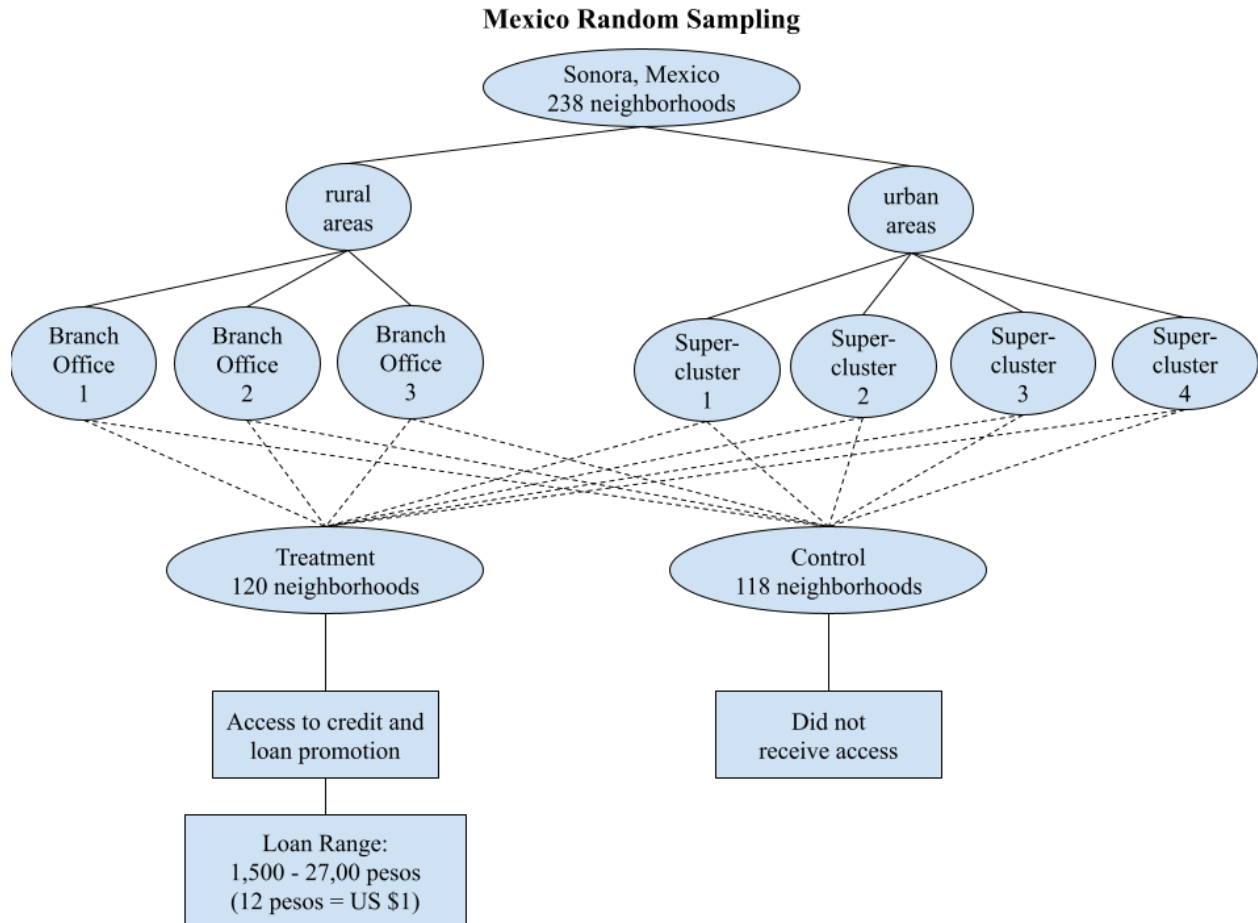 Mexico Random Sampling
Sonora, Mexico
238 neighborhoods
rural
areas
urban
areas
Branch
Office
1
Branch
Office
2
Branch
Office
3
Super-
cluster
1
Super-
cluster
2
Super-
cluster
3
Super-
cluster
4
Treatment
120 neighborhoods
Control
118 neighborhoods
Access to credit and
loan promotion
Did not
receive access
Loan Range:
1,500 - 27,00 pesos
(12 pesos = US $1)